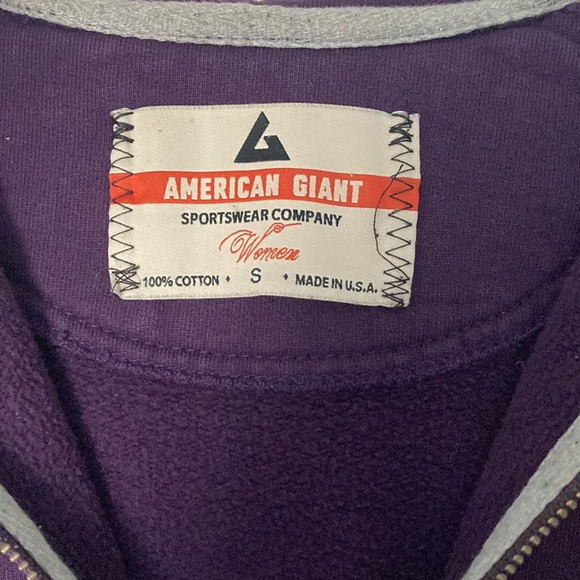 AMERICAN GIANT
SPORTSWEAR COMPANY
Women
100% COTTON • S • MADE IN U.S.A.